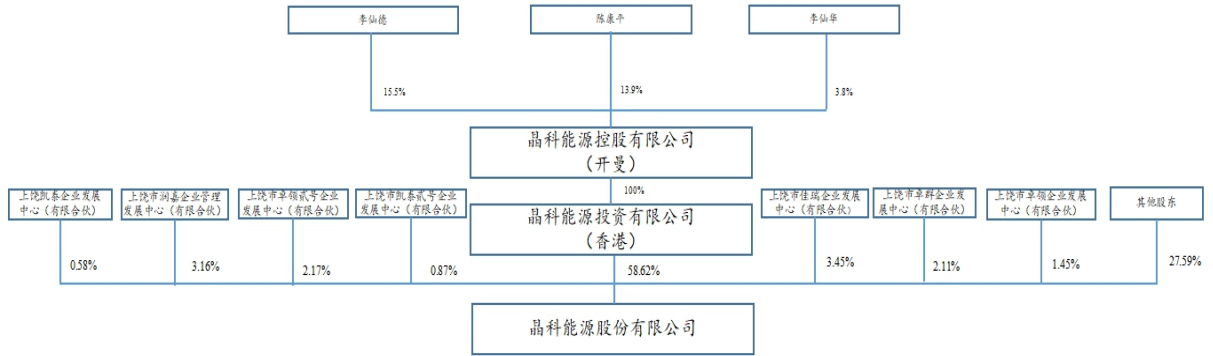 李仙德
陈康平
李仙华
15.5%
13.9%
3.8%
晶科能源控股有限公司
（开曼）
100%
上饶凯泰企业发展
中心（有限合伙）
上饶市润嘉企业管理
发展中心（有限合伙）
上饶市卓领贰号企业
发展中心（有限合伙）
上饶市凯泰贰号企业
发展中心（有限合伙）
晶科能源投资有限公司
（香港）
上饶市佳瑞企业发展
中心（有限合伙）
上饶市卓群企业发
展中心（有限合伙）
上饶市卓领企业发
展中心（有限合伙）
其他股东
0.58%
3.16%
2.17%
0.87%
58.62%
3.45%
2.11%
1.45%
27.59%
晶科能源股份有限公司